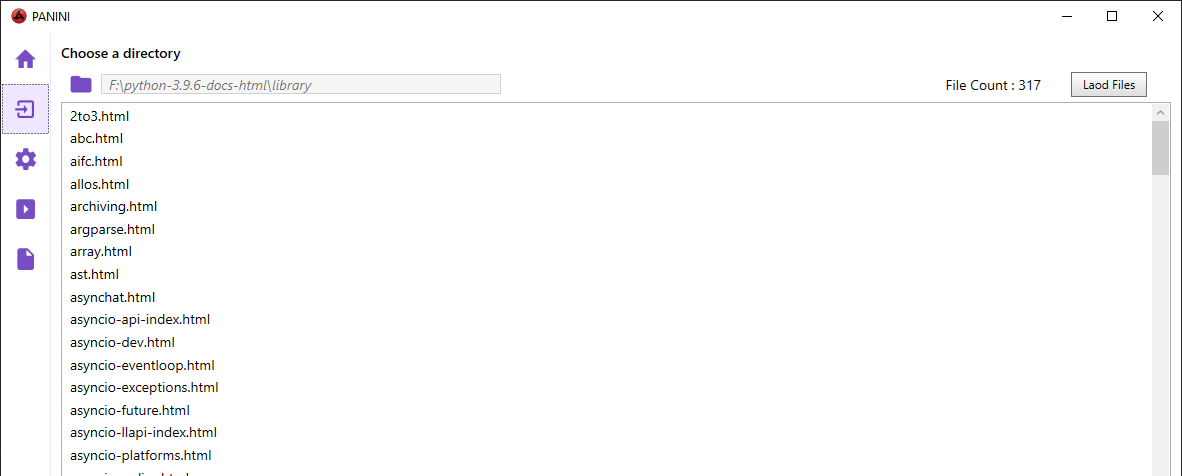 PANINI
Choose a directory
F:\python-3.9.6-docs-html\library
File Count : 317
Laod Files
2to3.html
abc.html
aifc.html
allos.html
archiving.html
argparse.html
array.html
ast.html
asynchat.html
asyncio-api-index.html
asyncio-dev.html
asyncio-eventloop.html
asyncio-exceptions.html
asyncio-future.html
asyncio-llapi-index.html
asyncio-platforms.html